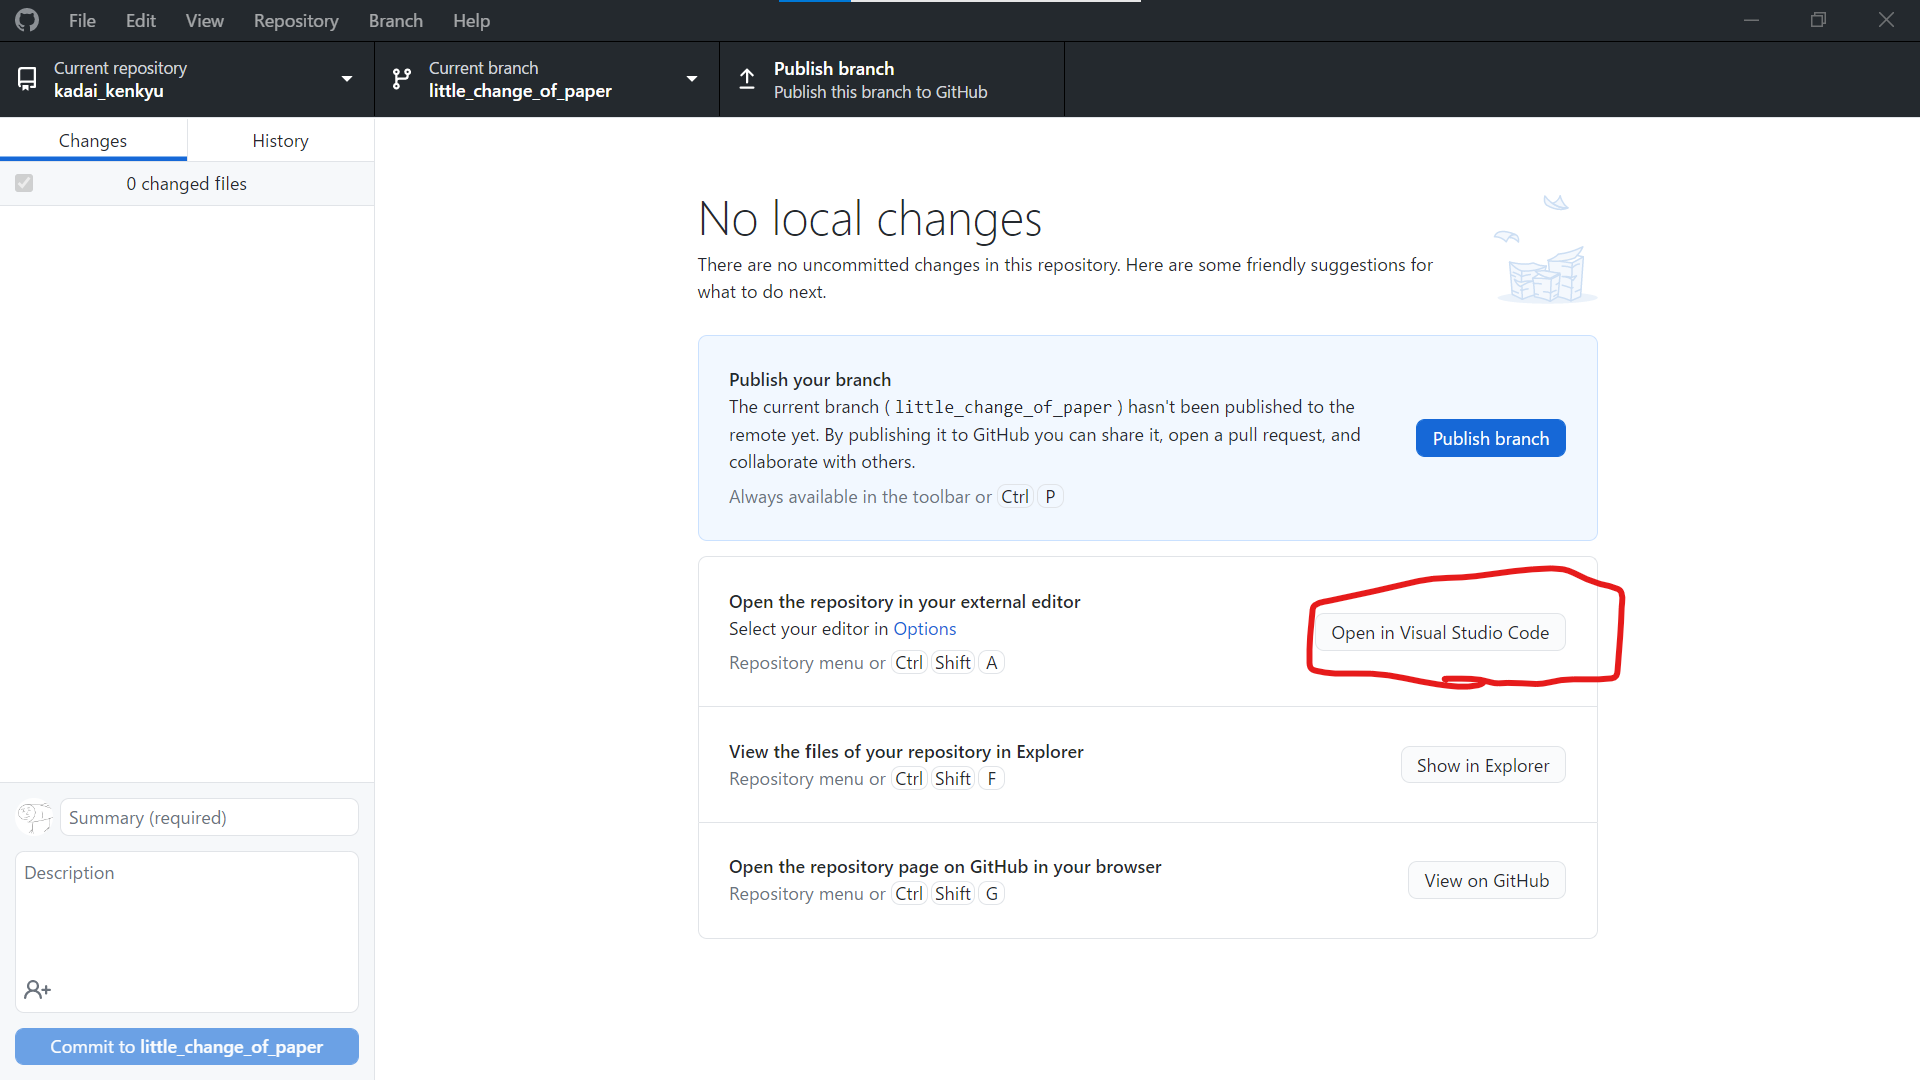 File Edit View Repository Branch Help
Current repository
kadai_kenkyu
Current branch
little_change_of_paper
Publish branch
Publish this branch to GitHub
Changes
History
0 changed files
No local changes
There are no uncommitted changes in this repository. Here are some friendly suggestions for
what to do next.
Publish your branch
The current branch ( little_change_of_paper ) hasn't been published to the
remote yet. By publishing it to GitHub you can share it, open a pull request, and
collaborate with others.
Always available in the toolbar or Ctrl P
Publish branch
Open the repository in your external editor
Select your editor in Options
Repository menu or Ctrl Shift A
Open in Visual Studio Code
View the files of your repository in Explorer
Repository menu or Ctrl Shift F
Show in Explorer
Open the repository page on GitHub in your browser
Repository menu or Ctrl Shift G
View on GitHub
Summary (required)
Description
Commit to little_change_of_paper